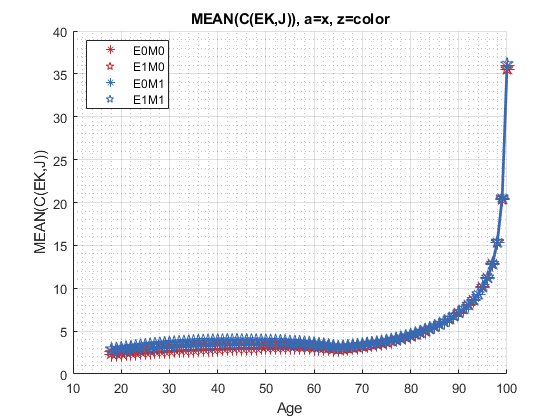 MEAN(C(EK,J)), a=x, z=color
40
35
30
25
20
15
10
5
0
MEAN(C(EK,J))
E0M0
E1M0
E0M1
E1M1
10 20 30 40 50 60 70 80 90 100
Age